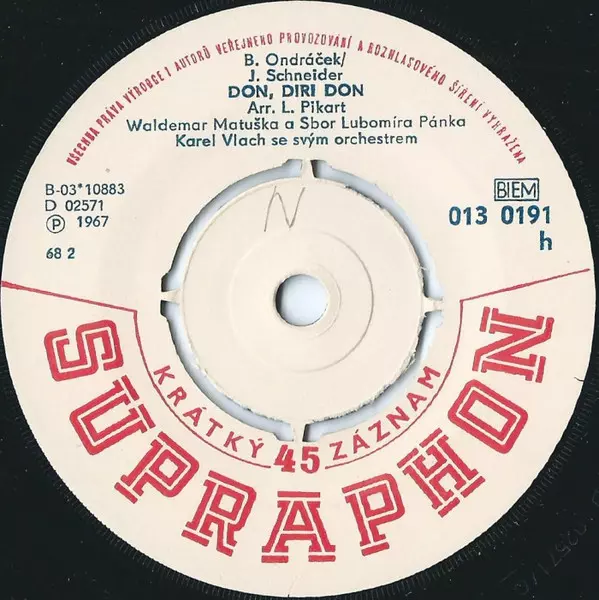 VŠECHNA PRÁVA VÝROBCE I AUTORŮ VEŘEJNÉHO PROVOZOVÁNÍ A ROZHLASOVÉHO ŠÍŘENÍ VYHRAŽENA
B. Ondráček/
J. Schneider
DON, DIRI DON
Arr. L. Pikart
Waldemar Matuška a Sbor Lubomíra Pánka
Karel Vlach se svým orchestrem
B-03*10883
D 02571
Ⓟ 1967
68 2
BIEM
013 0191
h
N
KRÁTKÝ 45 ZÁZNAM
SUPRAPHON